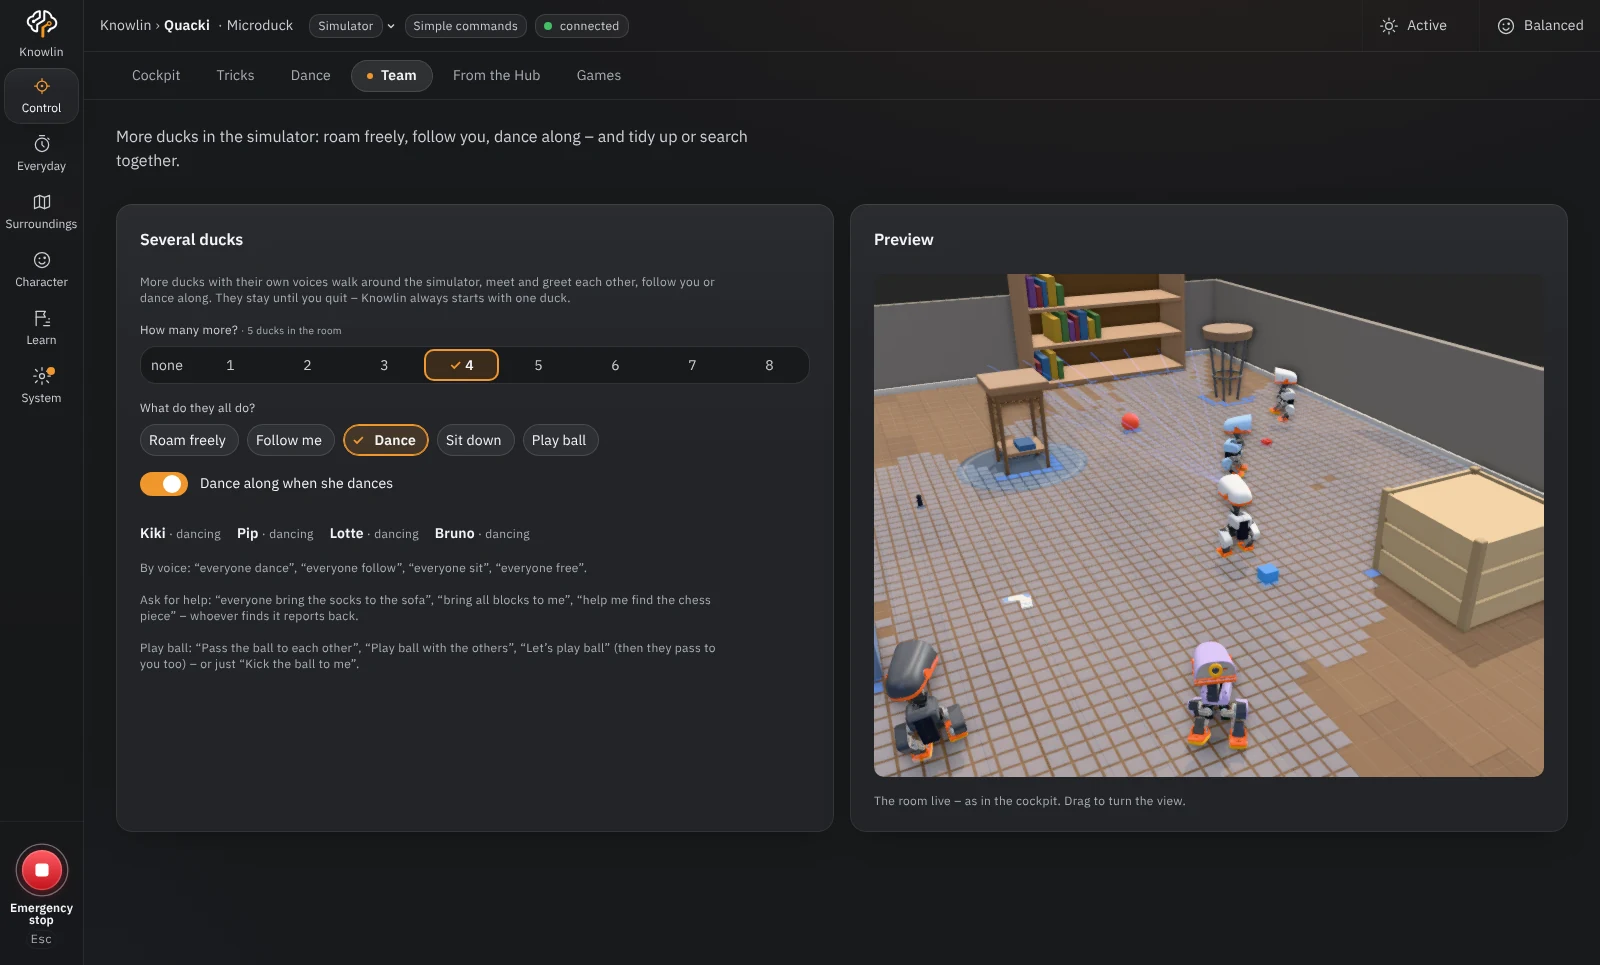 Knowlin
Knowlin › Quacki · Microduck
Simulator
Simple commands
connected
Active
Balanced
Control
Everyday
Surroundings
Character
Learn
System
Emergency
stop
Esc
Cockpit
Tricks
Dance
Team
From the Hub
Games
More ducks in the simulator: roam freely, follow you, dance along – and tidy up or search
together.
Several ducks
More ducks with their own voices walk around the simulator, meet and greet each other, follow you or
dance along. They stay until you quit – Knowlin always starts with one duck.
How many more? · 5 ducks in the room
none 1 2 3 4 5 6 7 8
What do they all do?
Roam freely
Follow me
Dance
Sit down
Play ball
Dance along when she dances
Kiki · dancing Pip · dancing Lotte · dancing Bruno · dancing
By voice: “everyone dance”, “everyone follow”, “everyone sit”, “everyone free”.
Ask for help: “everyone bring the socks to the sofa”, “bring all blocks to me”, “help me find the chess
piece” – whoever finds it reports back.
Play ball: “Pass the ball to each other”, “Play ball with the others”, “Let’s play ball” (then they pass to
you too) – or just “Kick the ball to me”.
Preview
The room live – as in the cockpit. Drag to turn the view.